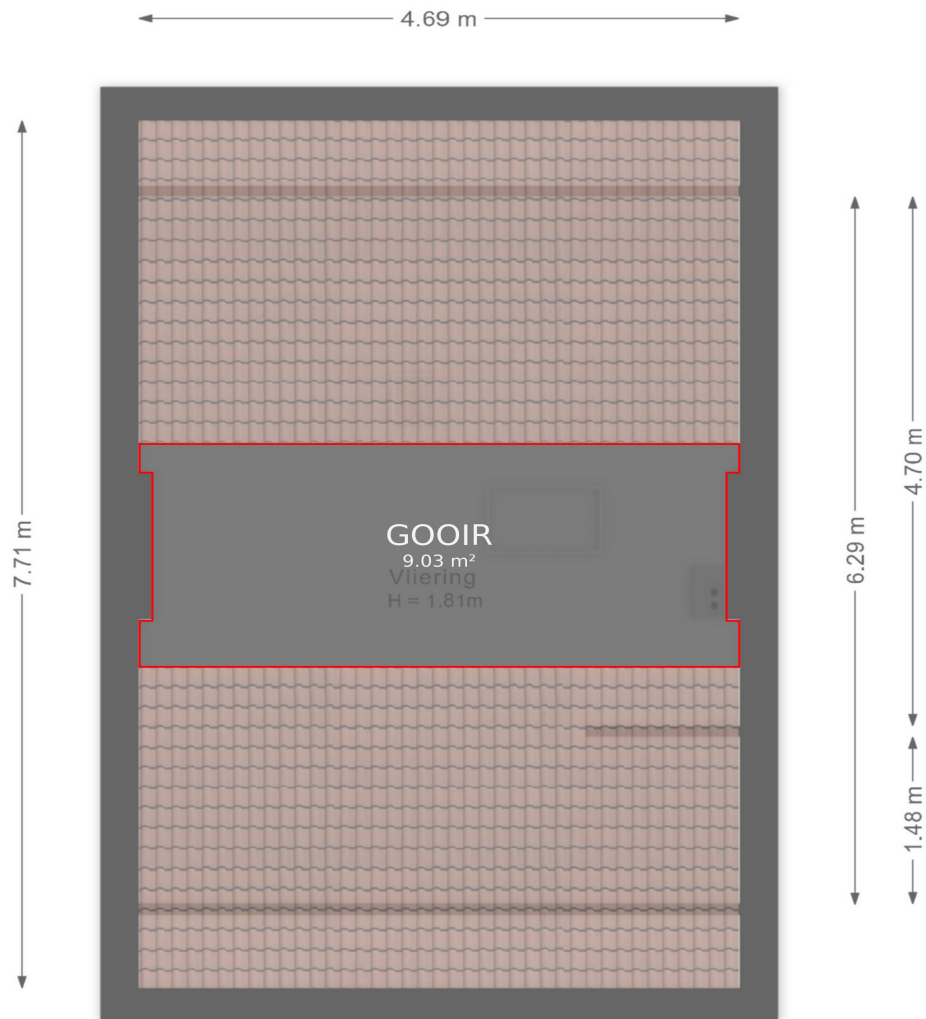 4.69 m
7.71 m
6.29 m
4.70 m
1.48 m
GOOIR
9.03 m²
Vliering
H = 1.81m